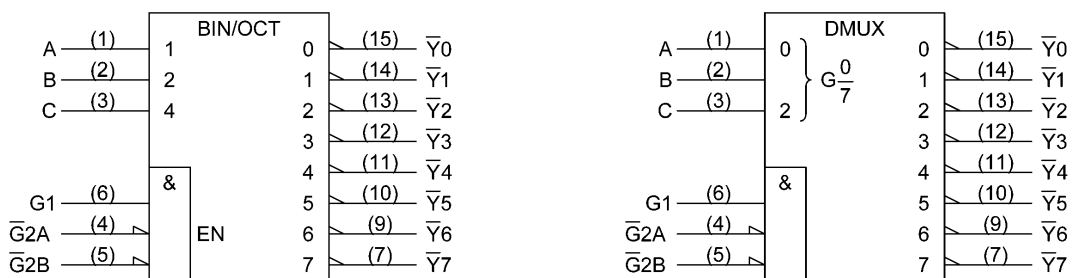 BIN/OCT
A (1) 1 0 (15) Y̅0
B (2) 2 1 (14) Y̅1
C (3) 4 2 (13) Y̅2
3 (12) Y̅3
& 4 (11) Y̅4
G1 (6) 5 (10) Y̅5
G̅2A (4) EN 6 (9) Y̅6
G̅2B (5) 7 (7) Y̅7
DMUX
A (1) 0 0 (15) Y̅0
B (2) G 0/7 1 (14) Y̅1
C (3) 2 2 (13) Y̅2
3 (12) Y̅3
& 4 (11) Y̅4
G1 (6) 5 (10) Y̅5
G̅2A (4) 6 (9) Y̅6
G̅2B (5) 7 (7) Y̅7